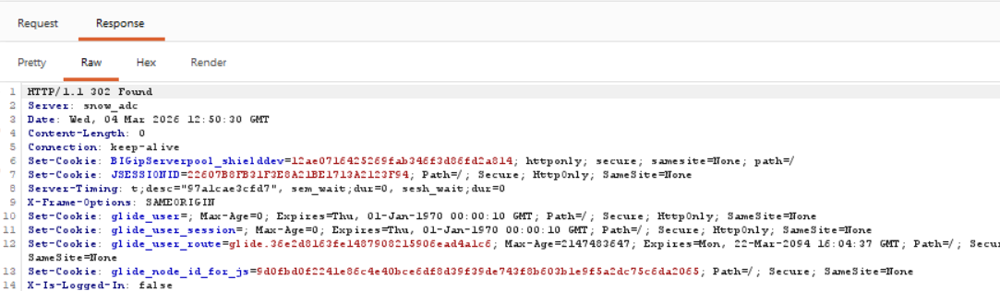 Request Response
Pretty Raw Hex Render
1 HTTP/1.1 302 Found
2 Server: snow_adc
3 Date: Wed, 04 Mar 2026 12:50:30 GMT
4 Content-Length: 0
5 Connection: keep-alive
6 Set-Cookie: BIGipServerpool_shielddev=12ae0716425269fab346f3d86fd2a814; httponly; secure; samesite=None; path=/
7 Set-Cookie: JSESSIONID=22607B8FB31F3E8A21BE1713A2123F94; Path=/; Secure; HttpOnly; SameSite=None
8 Server-Timing: t;desc="97a1cae3cfd7", sem_wait;dur=0, sesh_wait;dur=0
9 X-Frame-Options: SAMEORIGIN
10 Set-Cookie: glide_user=; Max-Age=0; Expires=Thu, 01-Jan-1970 00:00:10 GMT; Path=/; Secure; HttpOnly; SameSite=None
11 Set-Cookie: glide_user_session=; Max-Age=0; Expires=Thu, 01-Jan-1970 00:00:10 GMT; Path=/; Secure; HttpOnly; SameSite=None
12 Set-Cookie: glide_user_route=glide.36e2d8163fe1487908215906ead4a1c6; Max-Age=2147483647; Expires=Mon, 22-Mar-2094 16:04:37 GMT; Path=/; Secu
SameSite=None
13 Set-Cookie: glide_node_id_for_js=9d0fbd0f2241e86c4e40bce6df8d39f39de743f8b603b1e9f5a2dc75c6da2065; Path=/; Secure; SameSite=None
14 X-Is-Logged-In: false